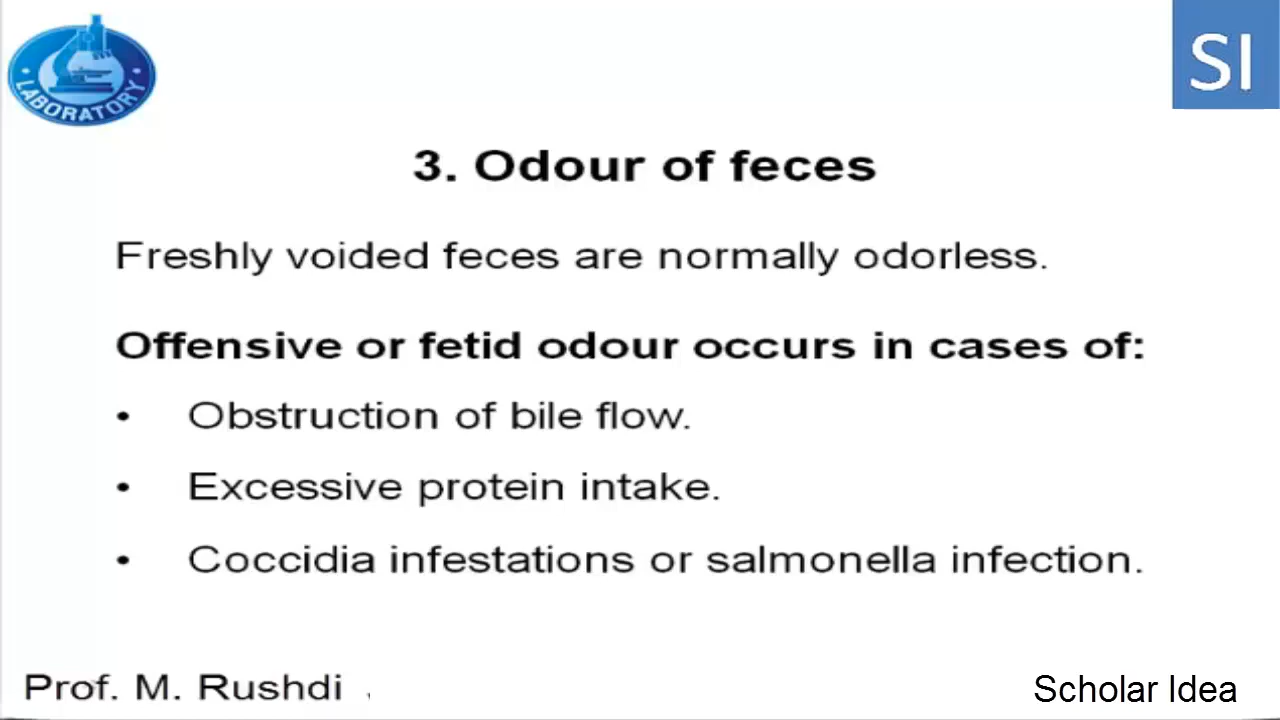 LABORATORY
SI
3. Odour of feces
Freshly voided feces are normally odorless.
Offensive or fetid odour occurs in cases of:
• Obstruction of bile flow.
• Excessive protein intake.
• Coccidia infestations or salmonella infection.
Prof. M. Rushdi
Scholar Idea